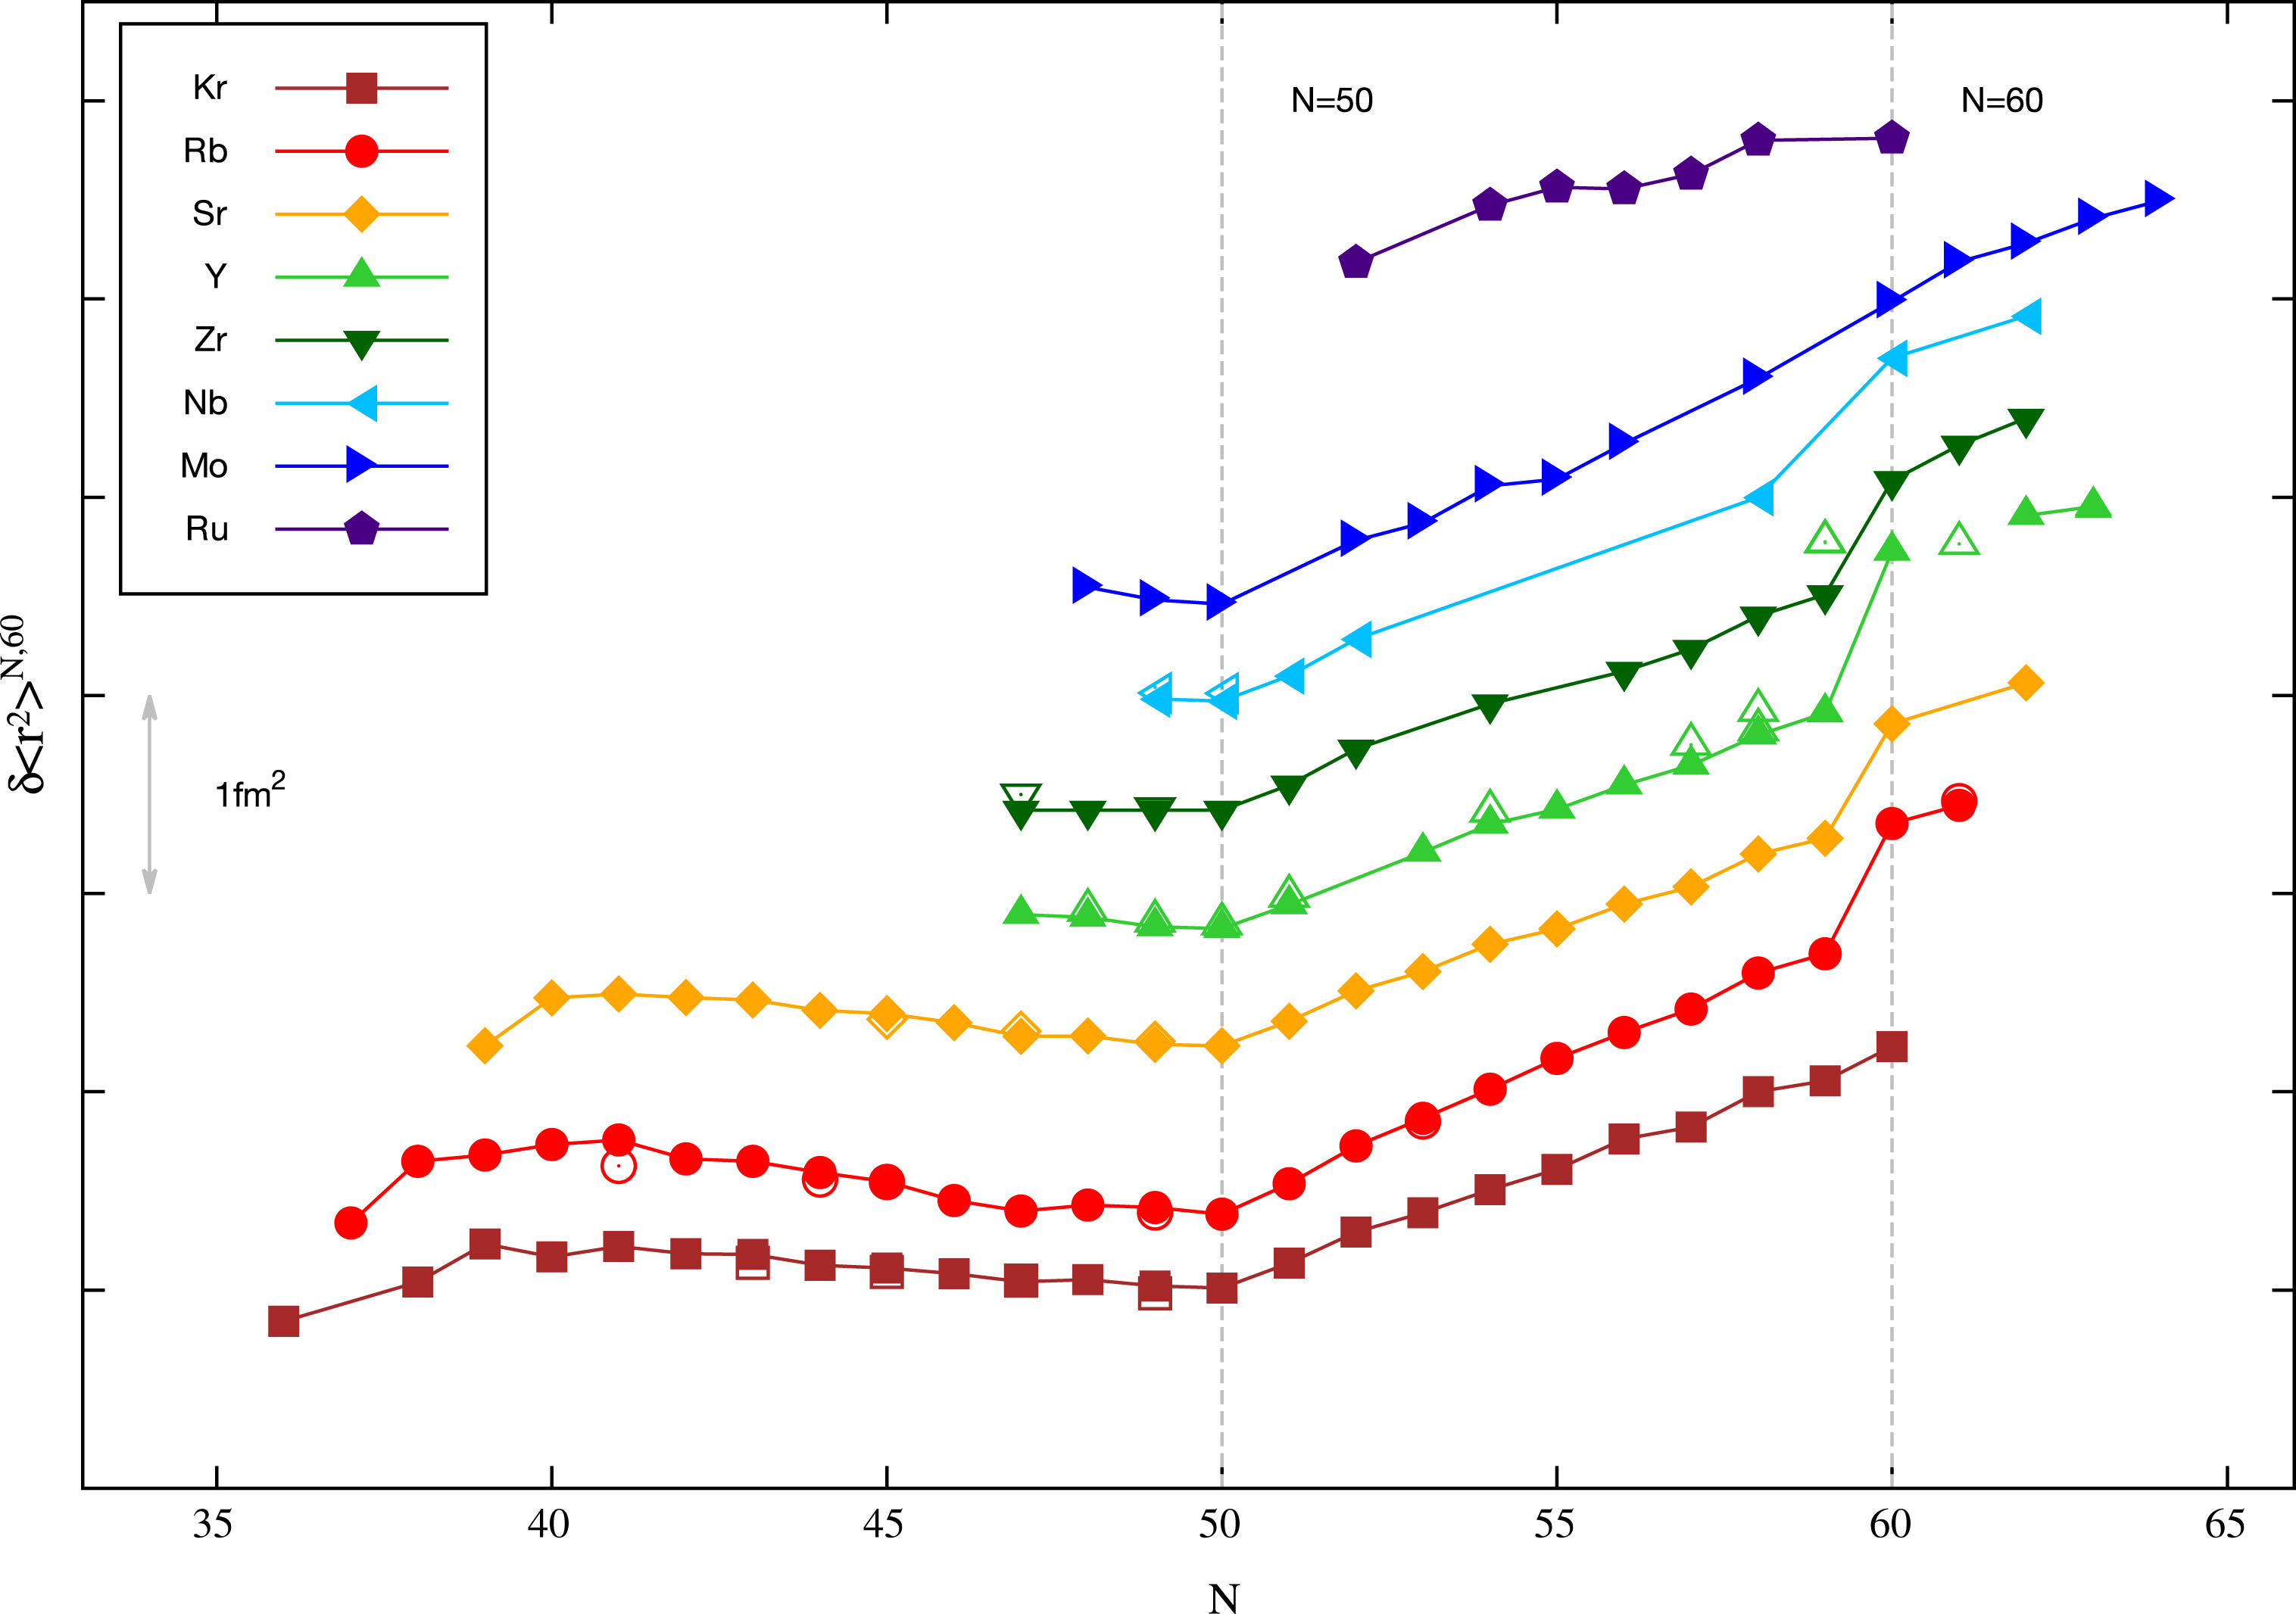 Kr
Rb
Sr
Y
Zr
Nb
Mo
Ru
N=50
N=60
δ<r²>ᴺ,⁶⁰
1fm²
35 40 45 50 55 60 65
N